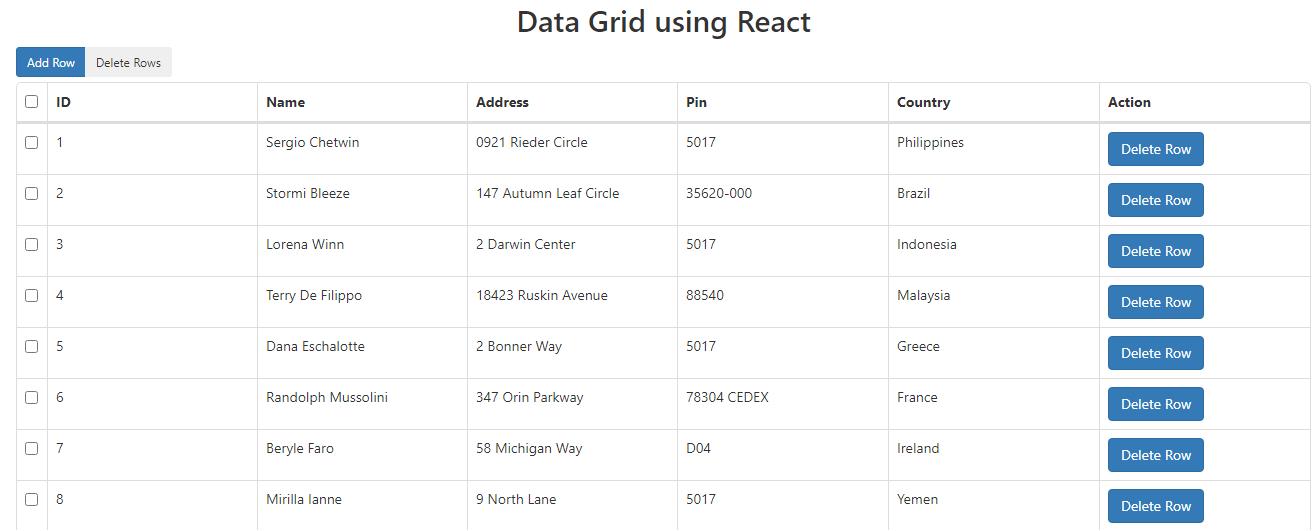 Data Grid using React
Add Row Delete Rows
ID Name Address Pin Country Action
1 Sergio Chetwin 0921 Rieder Circle 5017 Philippines Delete Row
2 Stormi Bleeze 147 Autumn Leaf Circle 35620-000 Brazil Delete Row
3 Lorena Winn 2 Darwin Center 5017 Indonesia Delete Row
4 Terry De Filippo 18423 Ruskin Avenue 88540 Malaysia Delete Row
5 Dana Eschalotte 2 Bonner Way 5017 Greece Delete Row
6 Randolph Mussolini 347 Orin Parkway 78304 CEDEX France Delete Row
7 Beryle Faro 58 Michigan Way D04 Ireland Delete Row
8 Mirilla Ianne 9 North Lane 5017 Yemen Delete Row